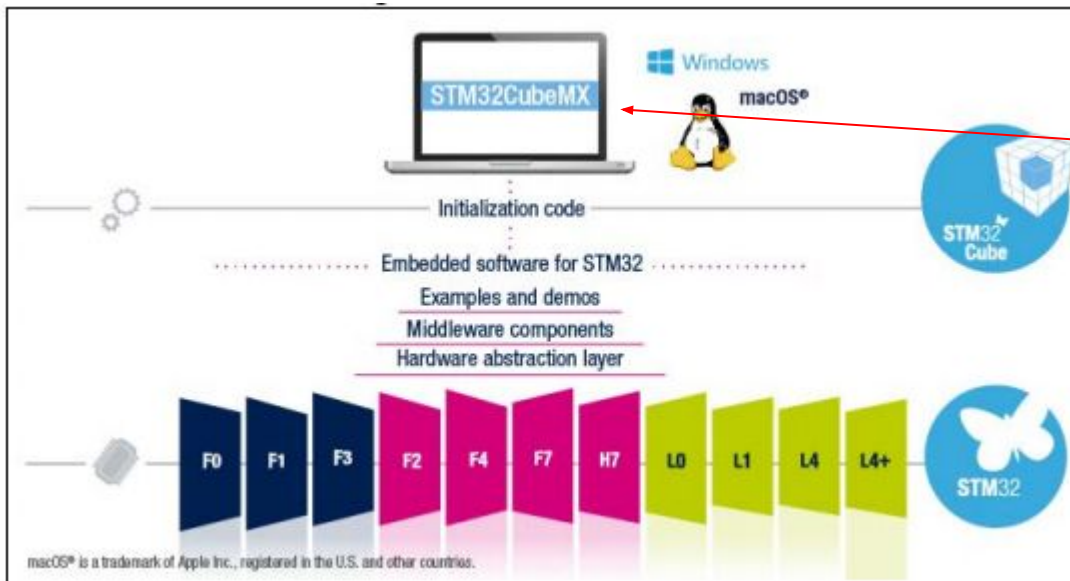 Windows
STM32CubeMX
macOS®
Initialization code
STM32
Cube
Embedded software for STM32
Examples and demos
Middleware components
Hardware abstraction layer
F0 F1 F3 F2 F4 F7 H7 L0 L1 L4 L4+
STM32
macOS® is a trademark of Apple Inc., registered in the U.S. and other countries.